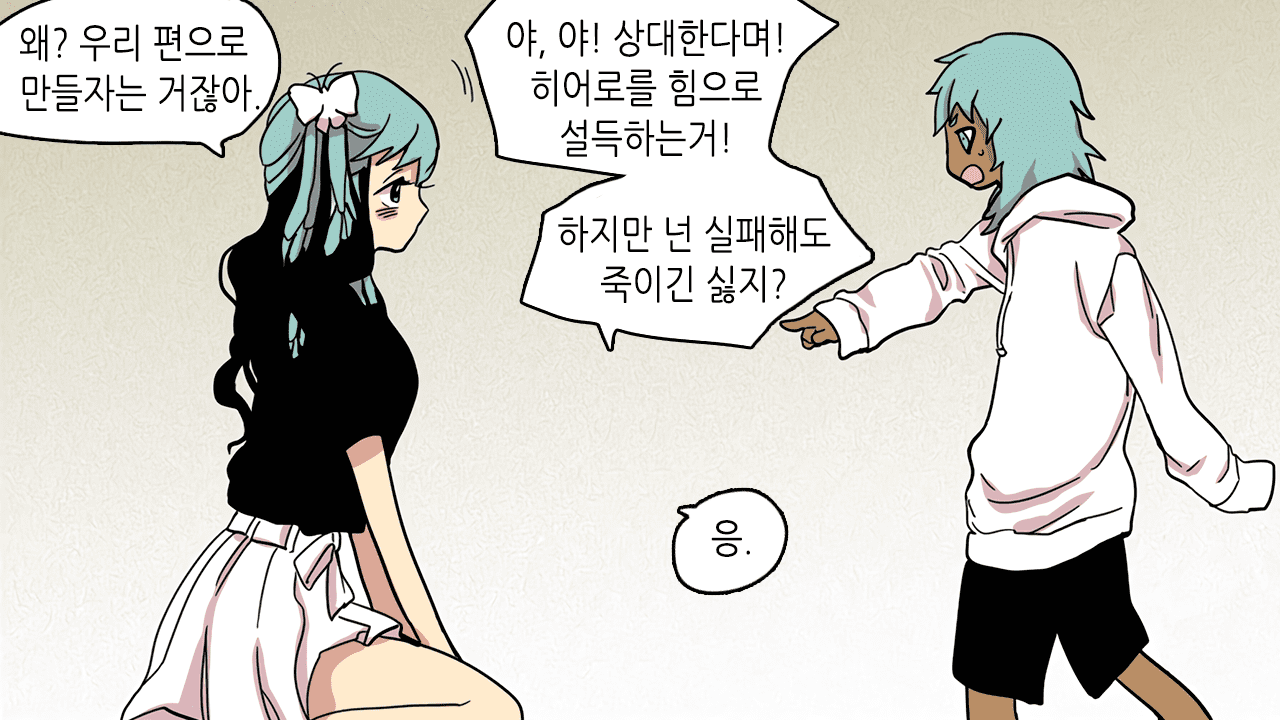 왜? 우리 편으로
만들자는 거잖아.
야, 야! 상대한다며!
히어로를 힘으로
설득하는거!
하지만 넌 실패해도
죽이긴 싫지?
응.